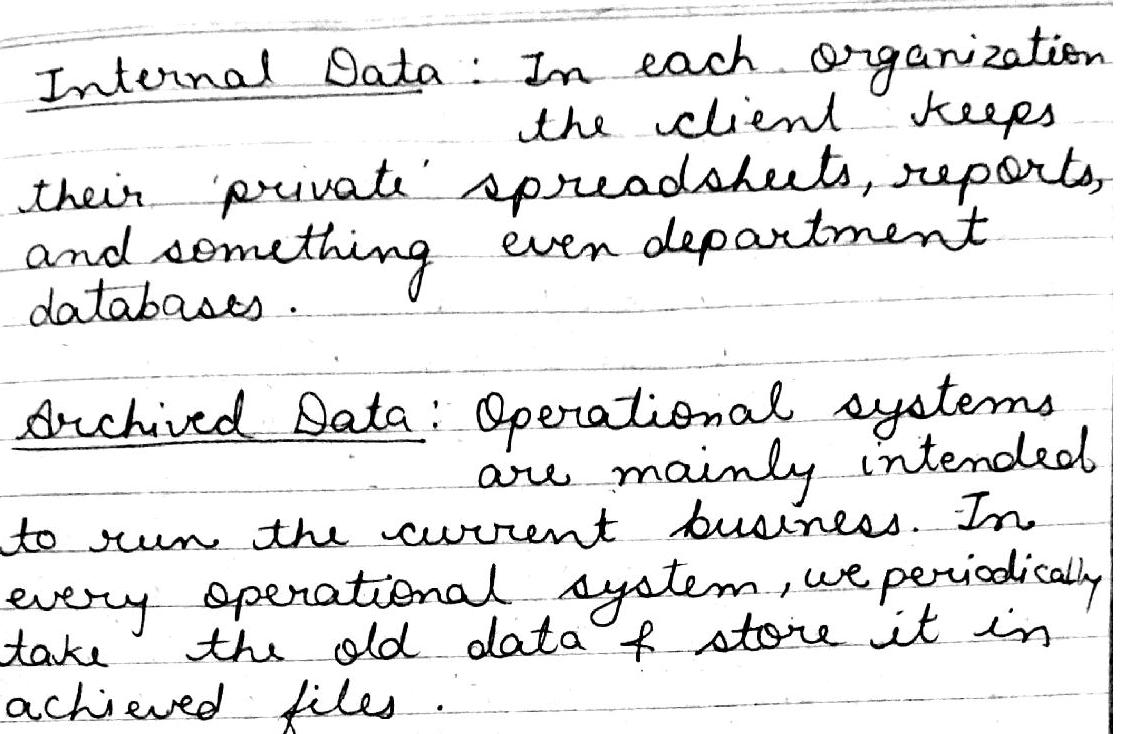 Internal Data : In each organization
the client keeps
their 'private' spreadsheets, reports,
and something even department
databases.
Archived Data : Operational systems
are mainly intended
to run the current business. In
every operational system, we periodically
take the old data & store it in
achieved files.